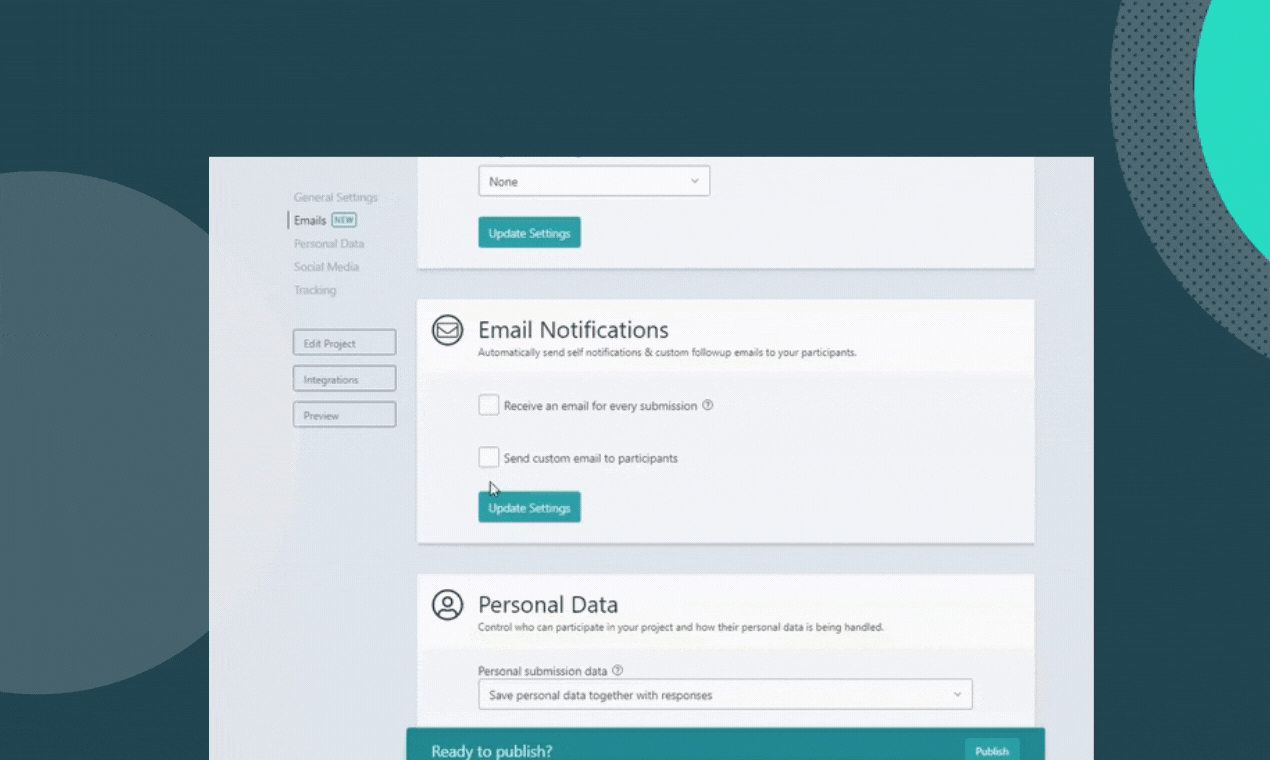 None
General Settings
Emails NEW
Update Settings
Personal Data
Social Media
Tracking
Edit Project
Integrations
Preview
Email Notifications
Automatically send self notifications & custom followup emails to your participants.
Receive an email for every submission
Send custom email to participants
Update Settings
Personal Data
Control who can participate in your project and how their personal data is being handled.
Personal submission data
Save personal data together with responses
Ready to publish?
Publish